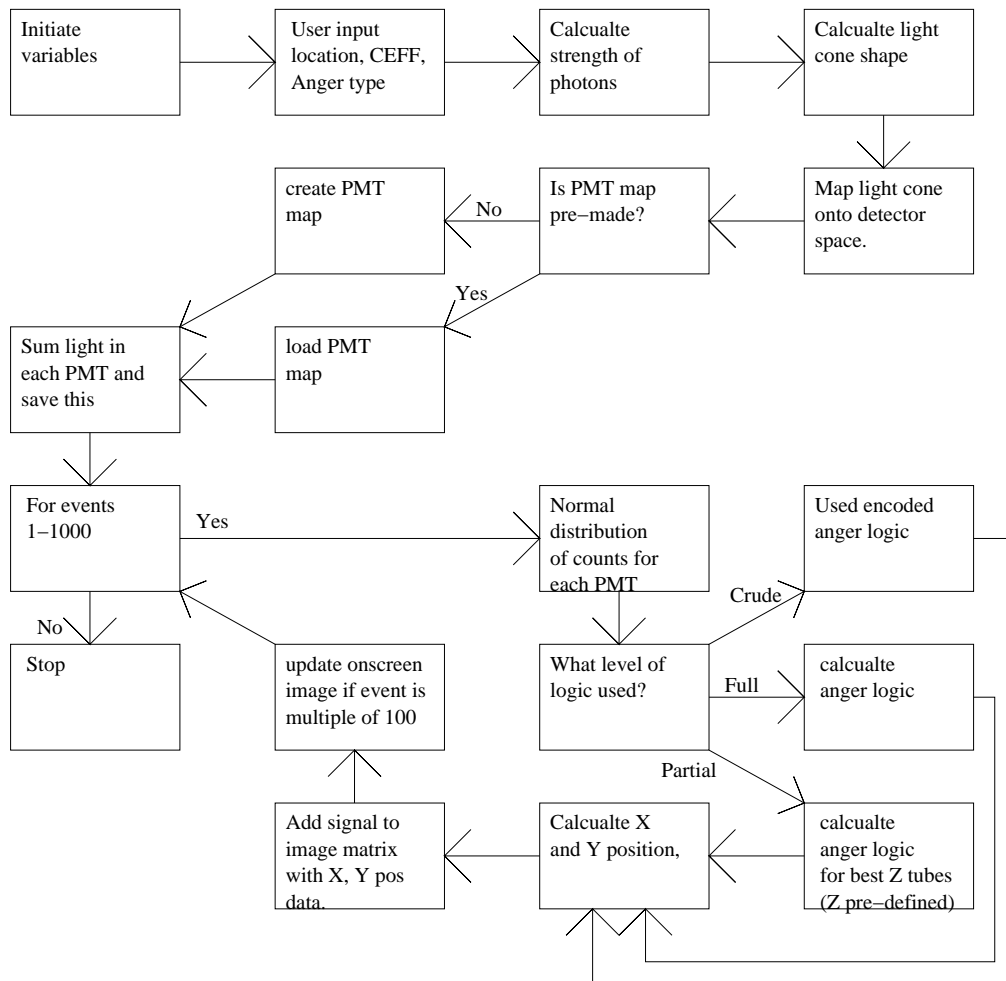 Initiate
variables
User input
location, CEFF,
Anger type
Calcualte
strength of
photons
Calcualte light
cone shape
create PMT
map
No
Is PMT map
pre−made?
Map light cone
onto detector
space.
Yes
Sum light in
each PMT and
save this
load PMT
map
For events
1−1000
Yes
Normal
distribution
of counts for
each PMT
Used encoded
anger logic
Crude
No
Stop
update onscreen
image if event is
multiple of 100
What level of
logic used?
Full
calcualte
anger logic
Partial
Add signal to
image matrix
with X, Y pos
data.
Calcualte X
and Y position,
calcualte
anger logic
for best Z tubes
(Z pre−defined)